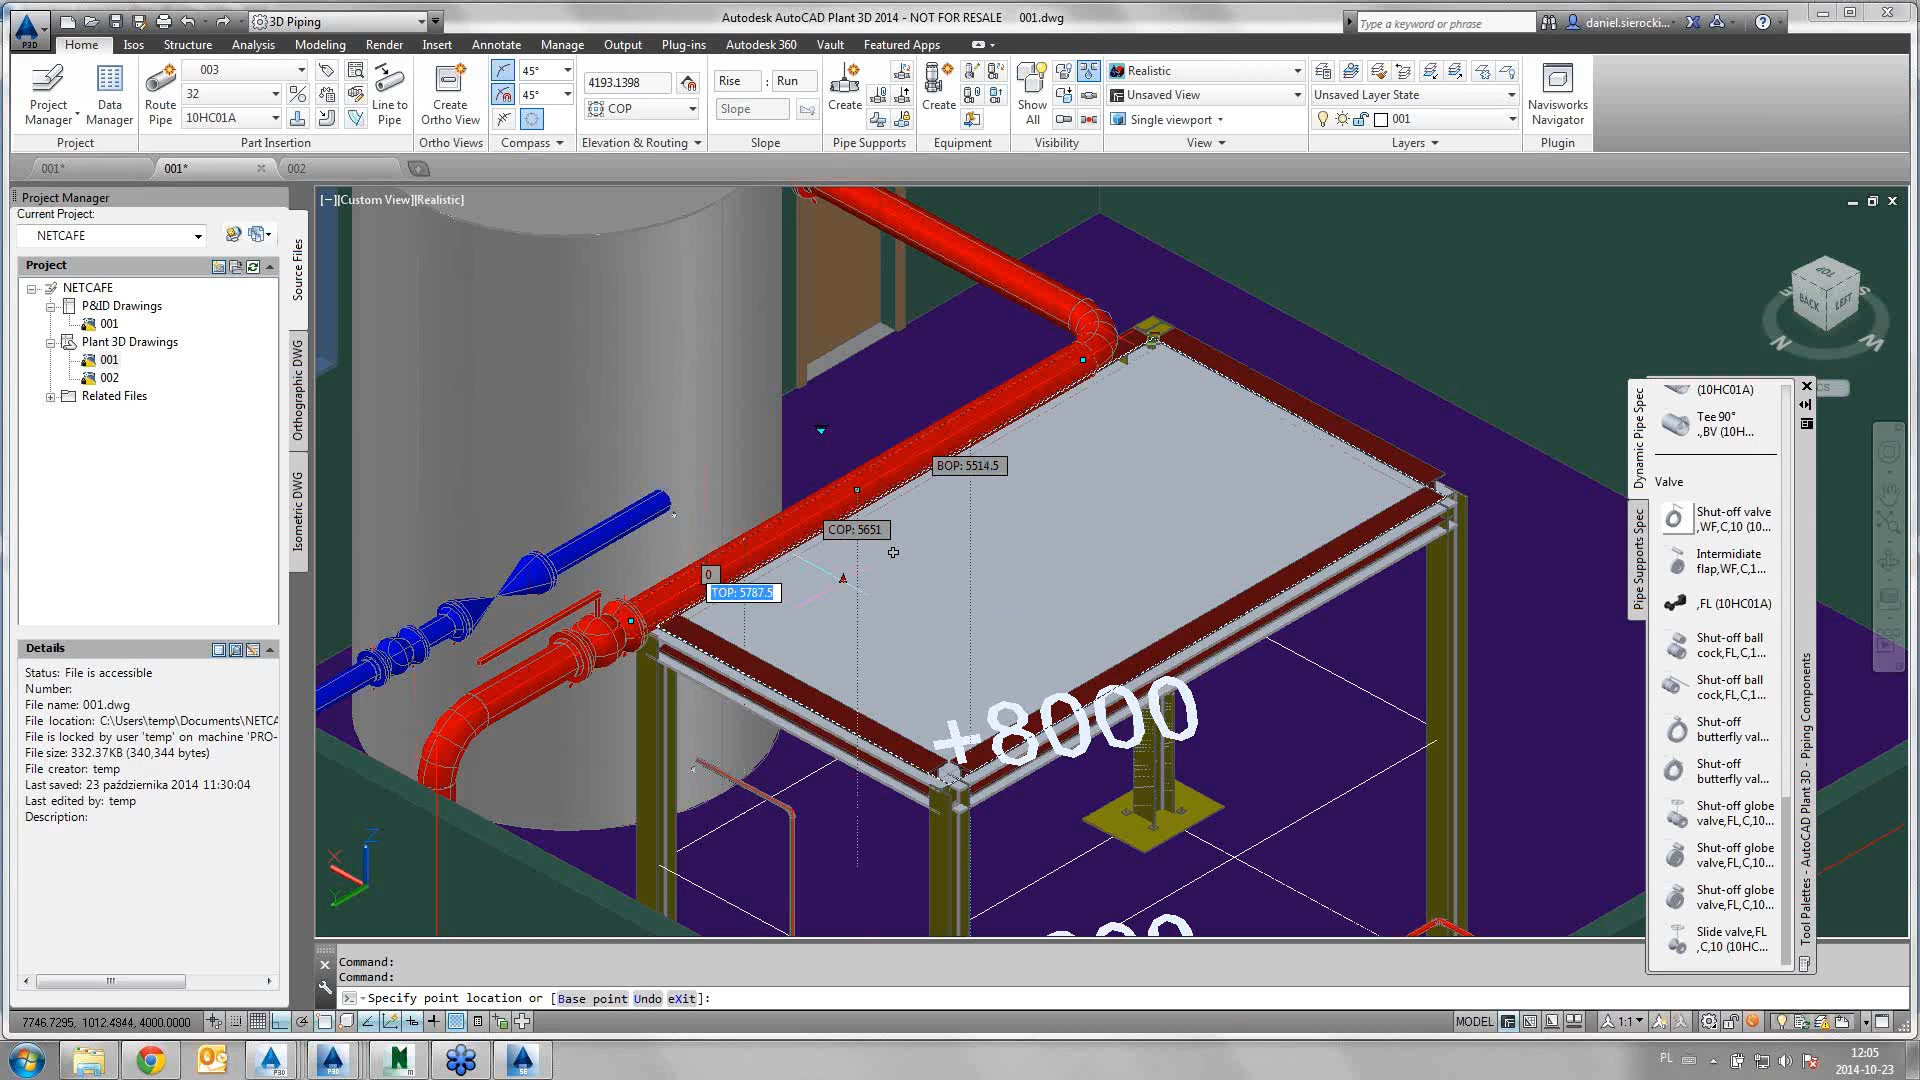 3D Piping
Autodesk AutoCAD Plant 3D 2014 - NOT FOR RESALE 001.dwg
Type a keyword or phrase
daniel.sierocki...
P3D
Home Isos Structure Analysis Modeling Render Insert Annotate Manage Output Plug-ins Autodesk 360 Vault Featured Apps
Project Manager
Data Manager
Route Pipe
003
32
10HC01A
Line to Pipe
Create Ortho View
45°
45°
4193.1398
COP
Rise : Run
Slope
Create
Create
Show All
Realistic
Unsaved View
Single viewport
Unsaved Layer State
001
Navisworks Navigator
Project Part Insertion Ortho Views Compass Elevation & Routing Slope Pipe Supports Equipment Visibility View Layers Plugin
001* 001* 002
Project Manager
Current Project:
NETCAFE
Project
NETCAFE
P&ID Drawings
001
Plant 3D Drawings
001
002
Related Files
Source Files
Orthographic DWG
Isometric DWG
Details
Status: File is accessible
Number:
File name: 001.dwg
File location: C:\Users\temp\Documents\NETCA
File is locked by user 'temp' on machine 'PRO-
File size: 332.37KB (340,344 bytes)
File creator: temp
Last saved: 23 października 2014 11:30:04
Last edited by: temp
Description:
[−][Custom View][Realistic]
TOP
BACK
LEFT
S
N
BOP: 5514.5
COP: 5651
0
TOP: 5787.5
+8000
X
Y
Z
Dynamic Pipe Spec
Pipe Supports Spec
Tool Palettes - AutoCAD Plant 3D - Piping Components
(10HC01A)
Tee 90°
.,BV (10H...
Valve
Shut-off valve
,WF,C,10 (10...
Intermidiate
flap,WF,C,1...
,FL (10HC01A)
Shut-off ball
cock,FL,C,1...
Shut-off ball
cock,FL,C,1...
Shut-off
butterfly val...
Shut-off
butterfly val...
Shut-off globe
valve,FL,C,10...
Shut-off globe
valve,FL,C,10...
Shut-off globe
valve,FL,C,10...
Slide valve,FL
,C,10 (10HC...
Command:
Command:
Specify point location or [Base point Undo eXit]:
7746.7295, 1012.4944, 4000.0000
MODEL
1:1
PL
12:05
2014-10-23